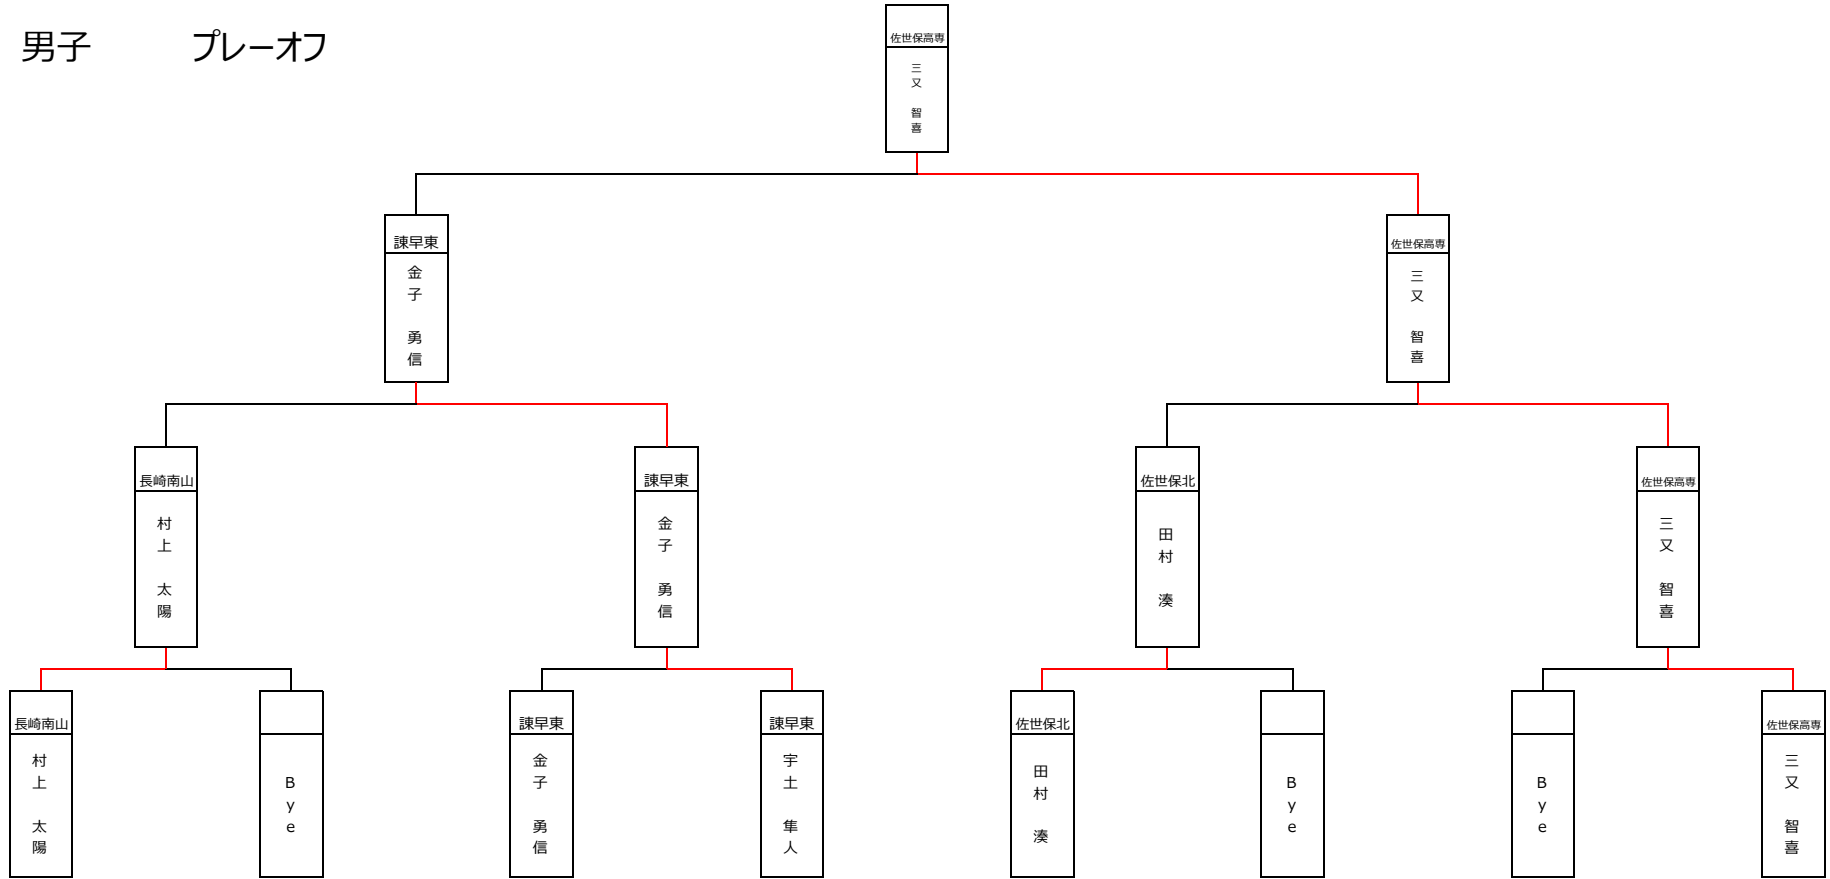 男子 プレーオフ
佐世保高専
三又 智喜
諫早東
金子 勇信
佐世保高専
三又 智喜
長崎南山
村上 太陽
諫早東
金子 勇信
佐世保北
田村 湊
佐世保高専
三又 智喜
長崎南山
村上 太陽
Bye
諫早東
金子 勇信
諫早東
宇土 隼人
佐世保北
田村 湊
Bye
Bye
佐世保高専
三又 智喜